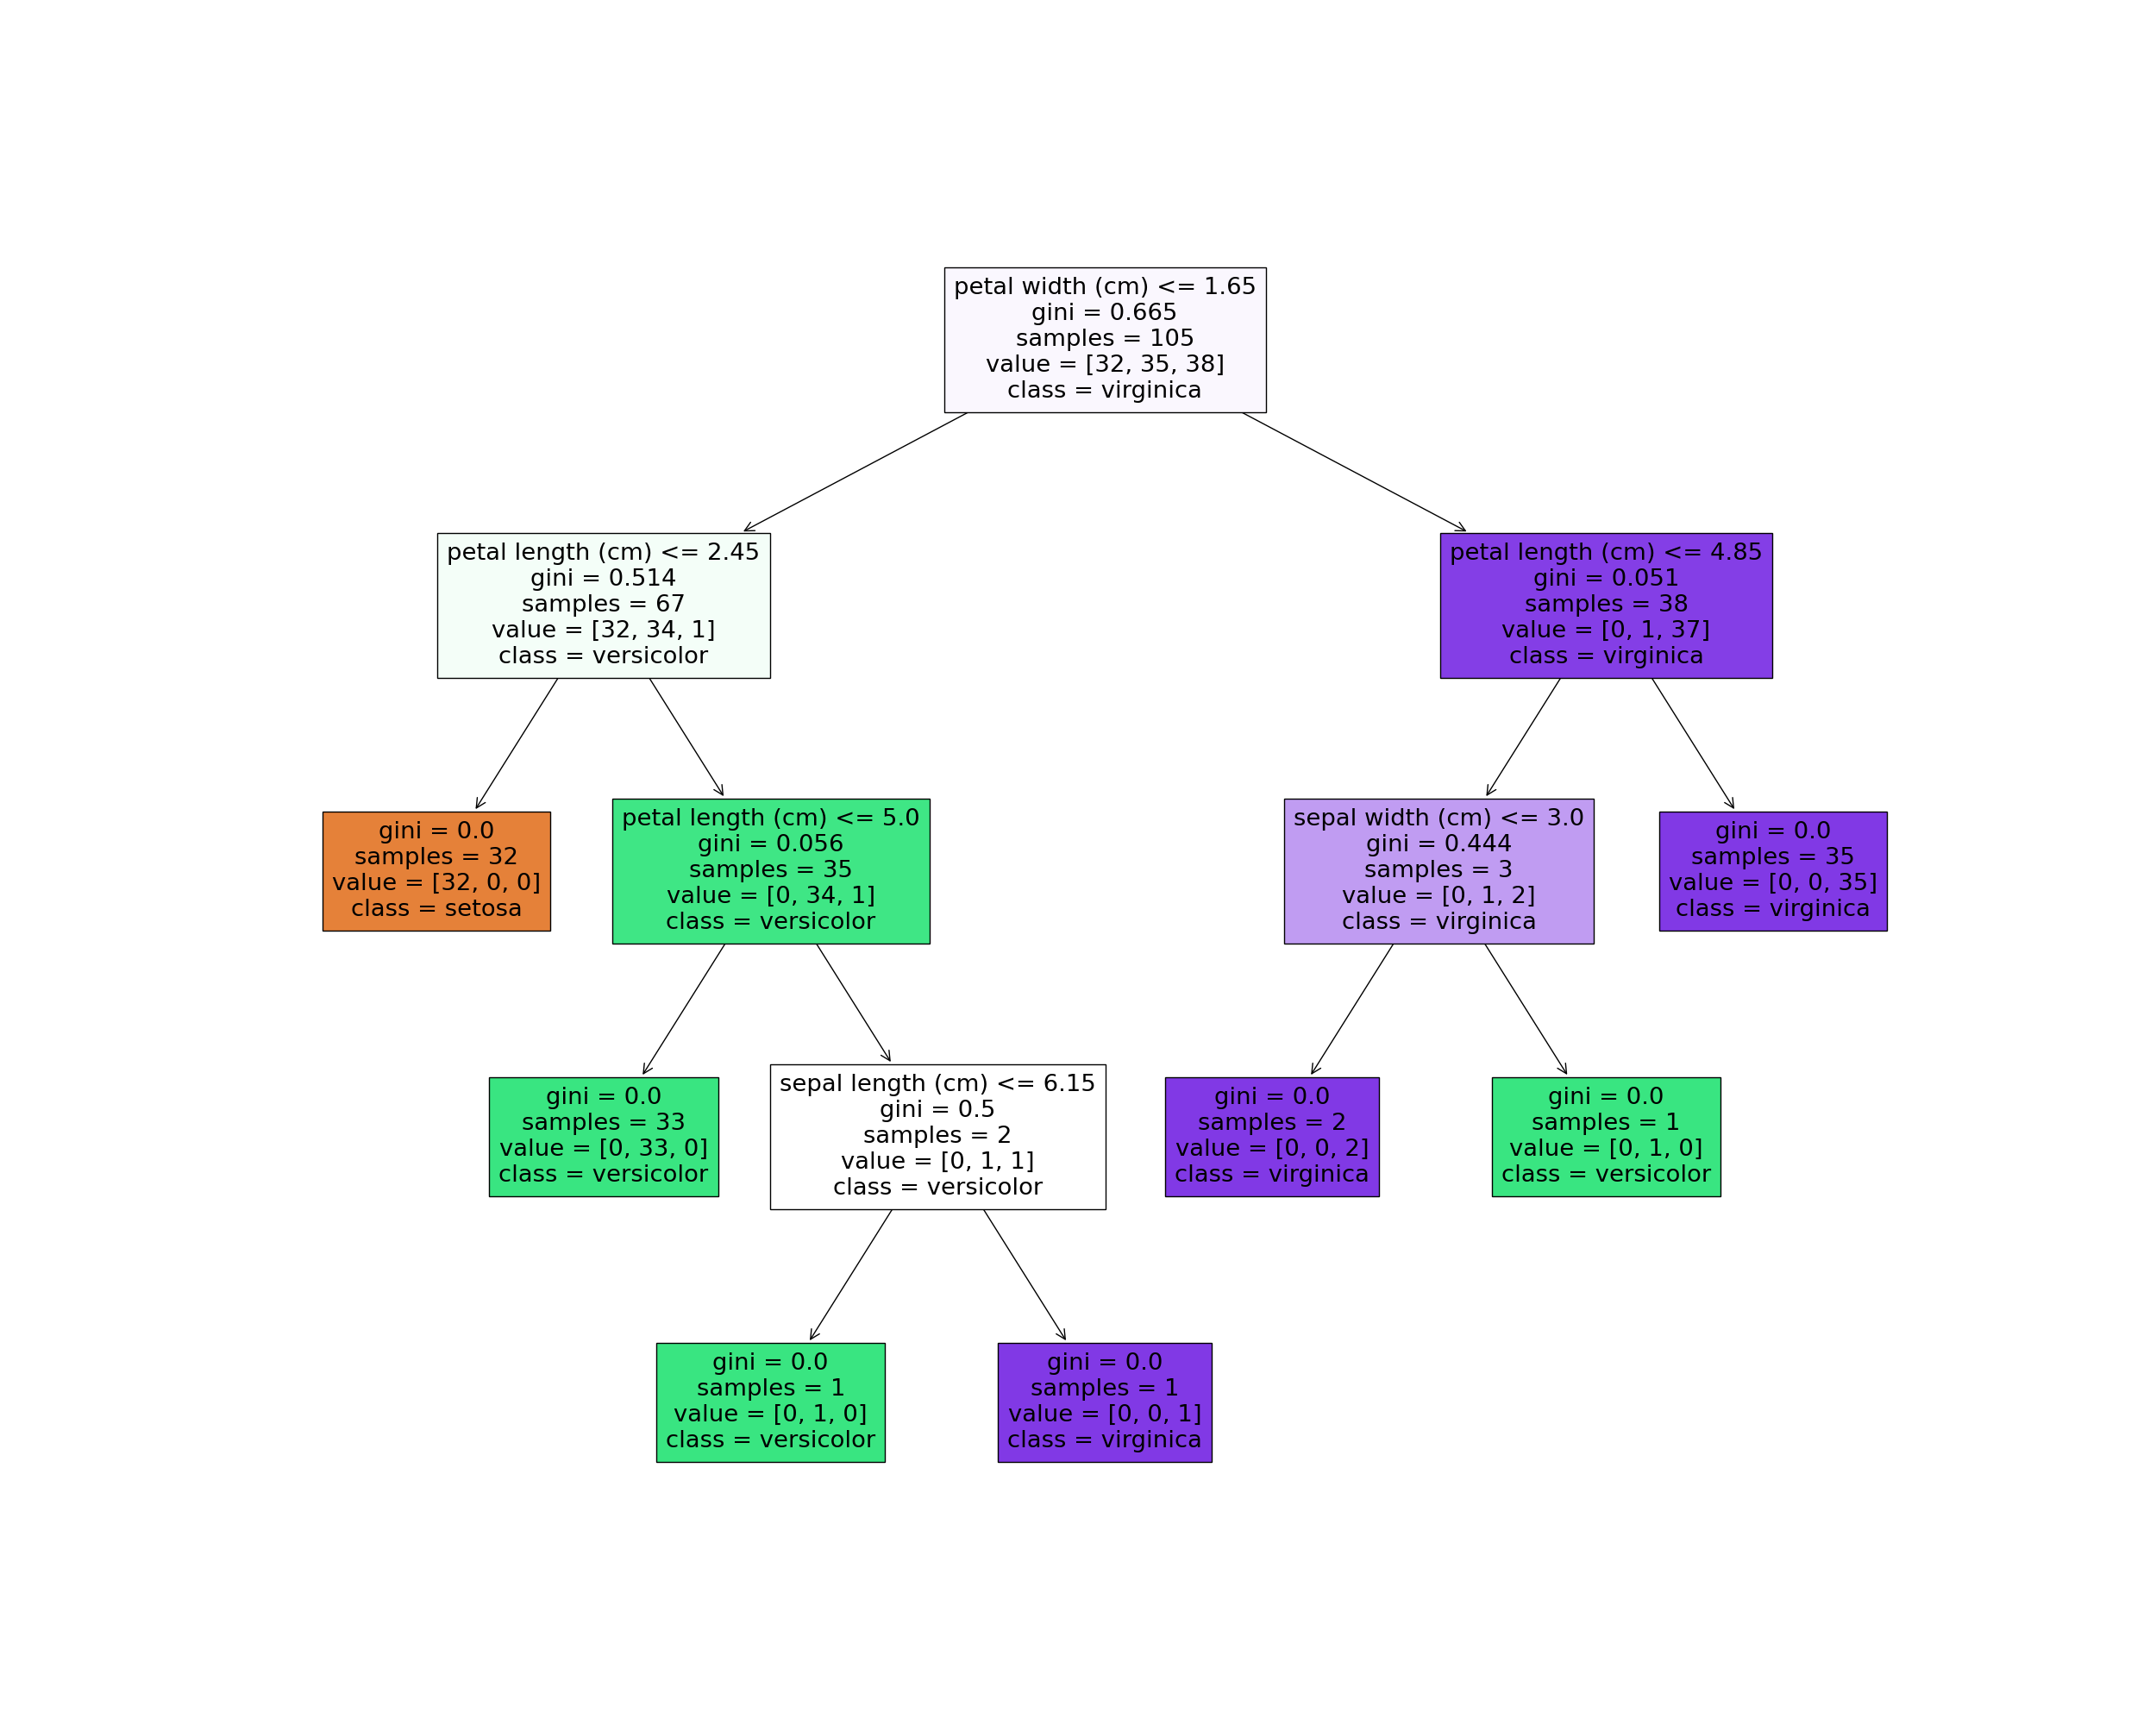 petal width (cm) <= 1.65
gini = 0.665
samples = 105
value = [32, 35, 38]
class = virginica
petal length (cm) <= 2.45
gini = 0.514
samples = 67
value = [32, 34, 1]
class = versicolor
petal length (cm) <= 4.85
gini = 0.051
samples = 38
value = [0, 1, 37]
class = virginica
gini = 0.0
samples = 32
value = [32, 0, 0]
class = setosa
petal length (cm) <= 5.0
gini = 0.056
samples = 35
value = [0, 34, 1]
class = versicolor
sepal width (cm) <= 3.0
gini = 0.444
samples = 3
value = [0, 1, 2]
class = virginica
gini = 0.0
samples = 35
value = [0, 0, 35]
class = virginica
gini = 0.0
samples = 33
value = [0, 33, 0]
class = versicolor
sepal length (cm) <= 6.15
gini = 0.5
samples = 2
value = [0, 1, 1]
class = versicolor
gini = 0.0
samples = 2
value = [0, 0, 2]
class = virginica
gini = 0.0
samples = 1
value = [0, 1, 0]
class = versicolor
gini = 0.0
samples = 1
value = [0, 1, 0]
class = versicolor
gini = 0.0
samples = 1
value = [0, 0, 1]
class = virginica